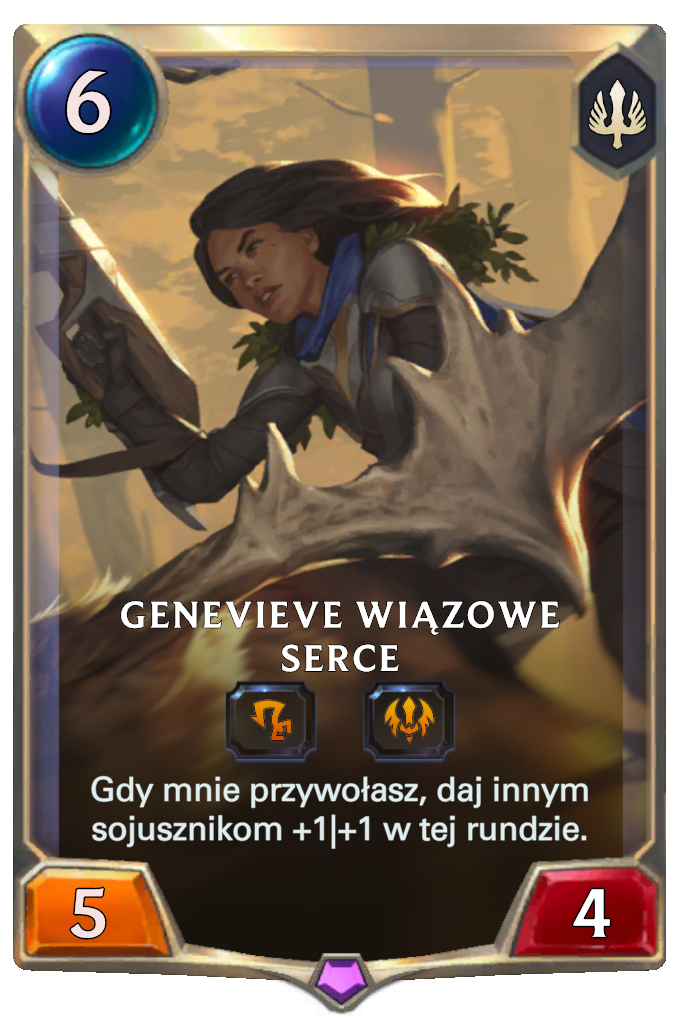 6
GENEVIEVE WIĄZOWE
SERCE
Gdy mnie przywołasz, daj innym
sojusznikom +1|+1 w tej rundzie.
5
4